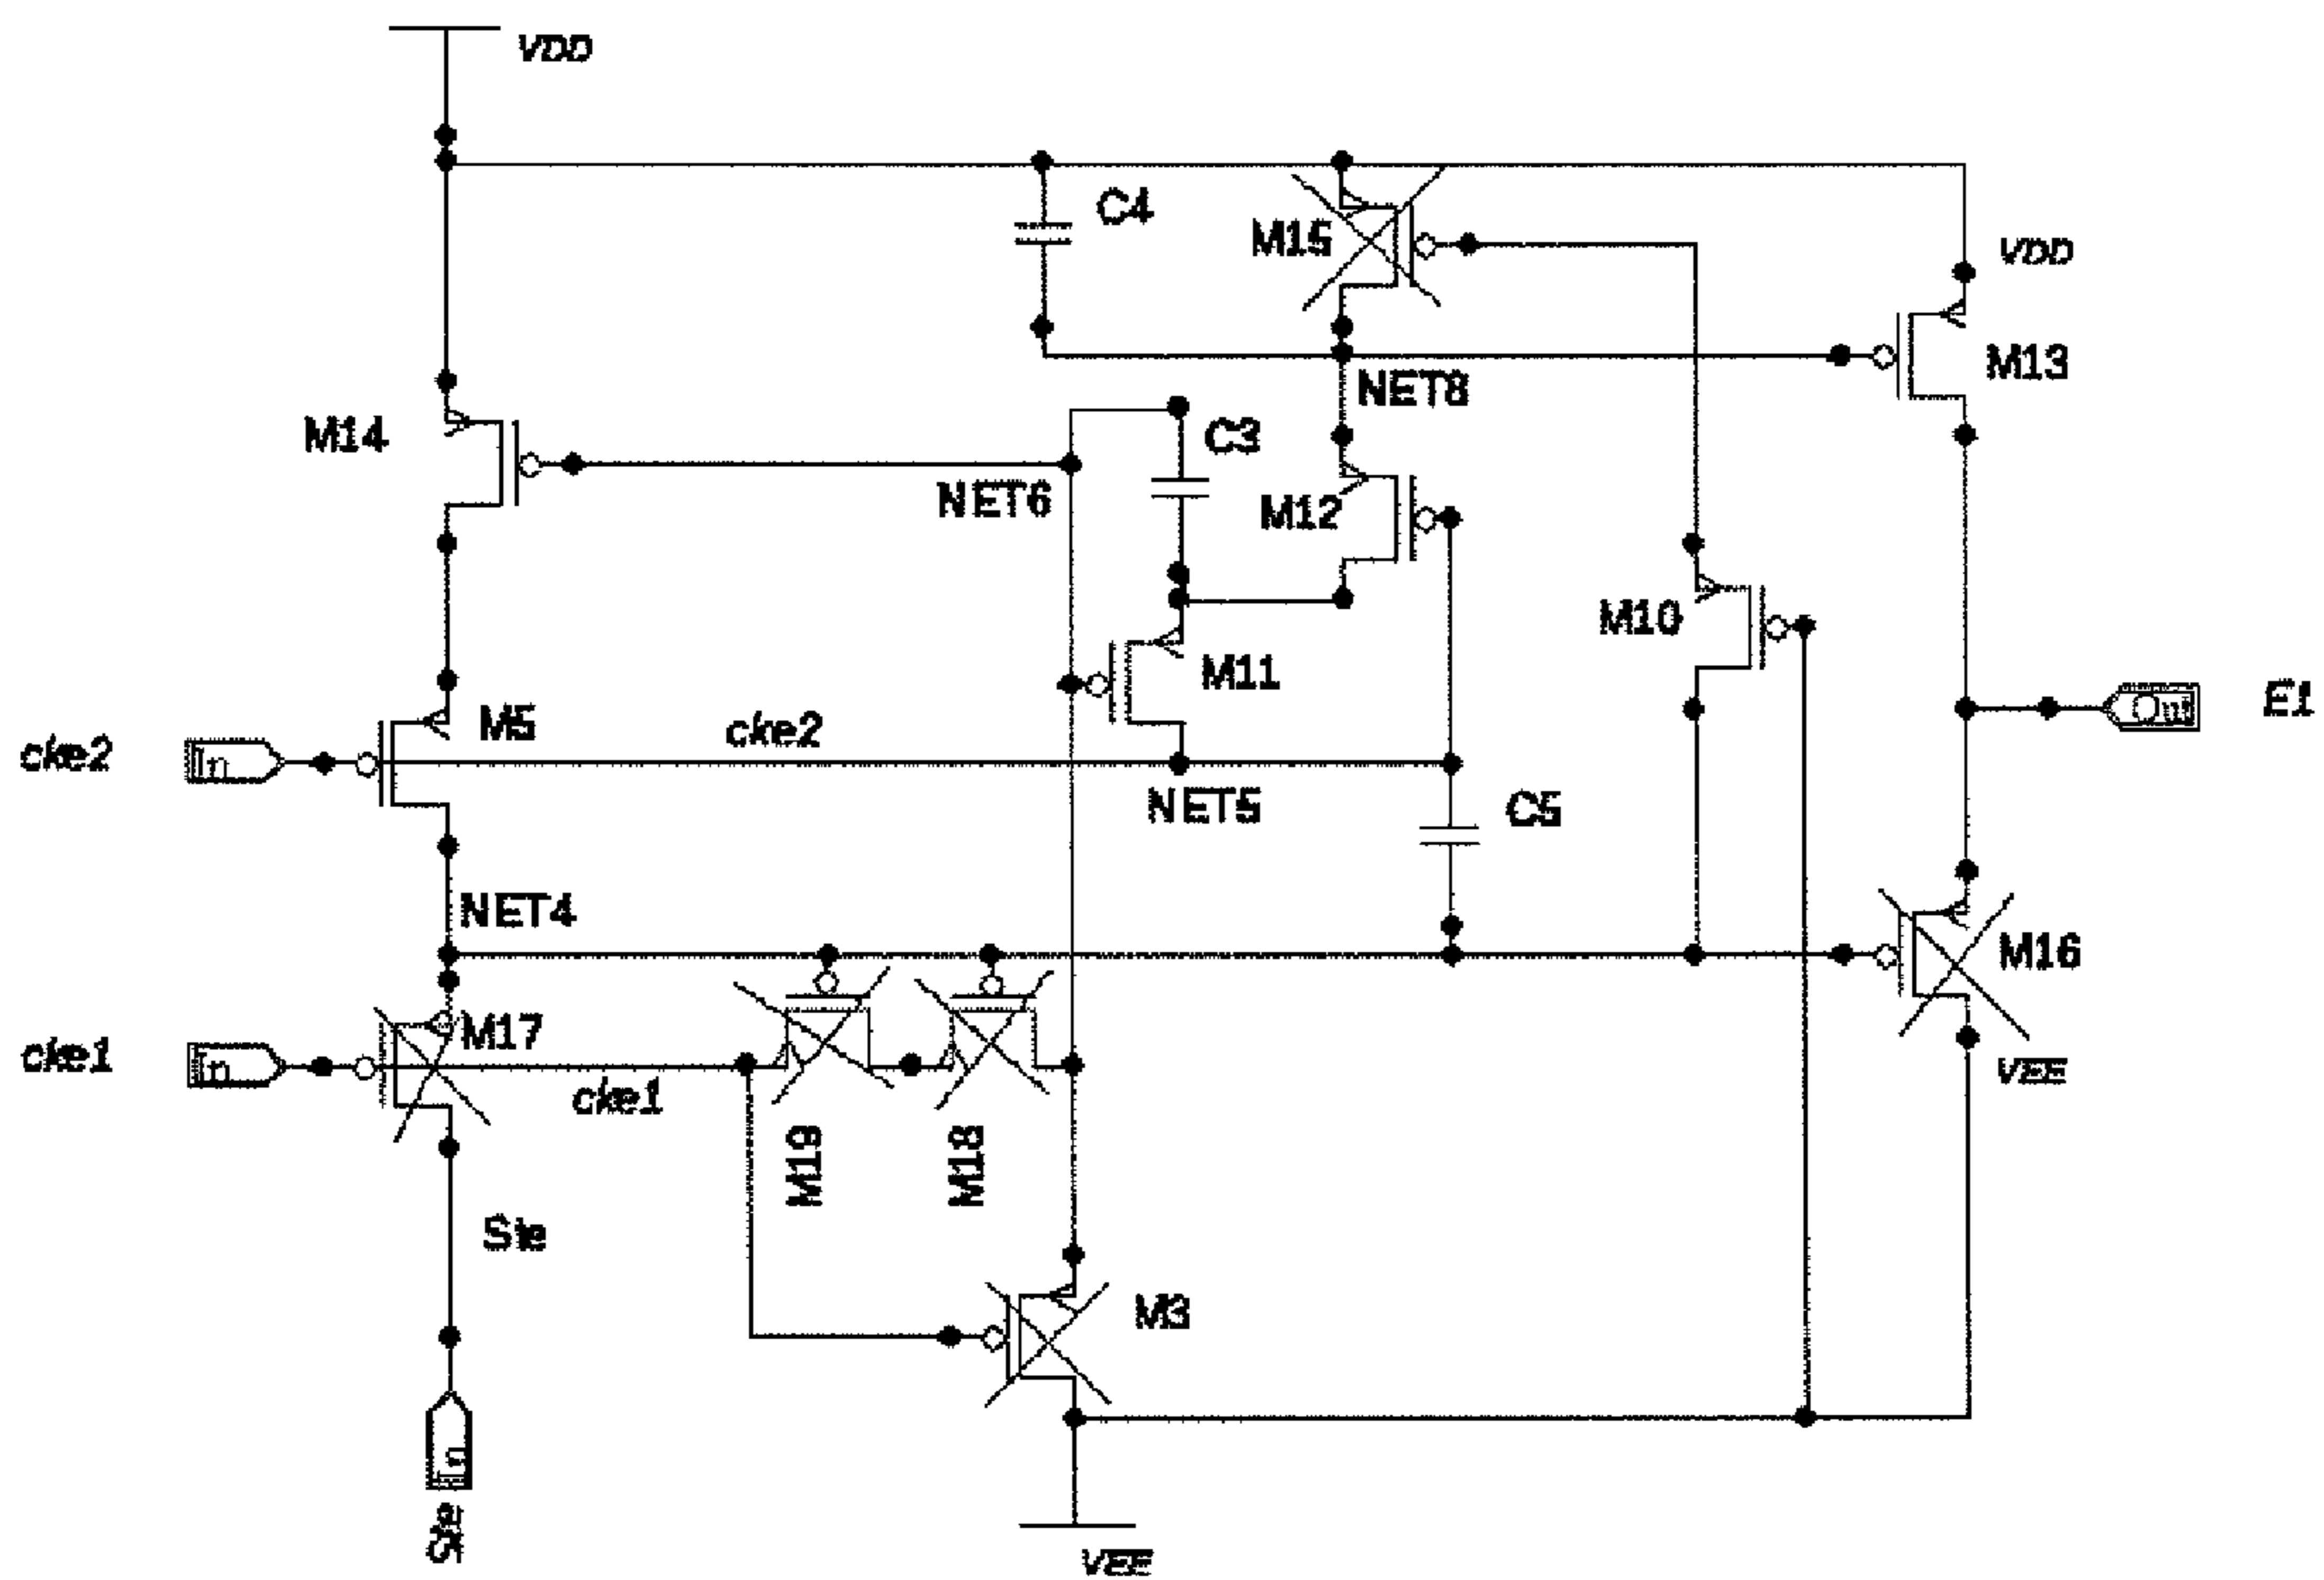 VDD
C4
M15
VDD
M13
NET8
M14
C3
NET6
M12
M10
M11
M5
cke2
cke2
In
Out
E1
NET5
C5
NET4
M16
M17
cke1
In
cke1
VEE
M19
M18
Ste
M3
In
Ste
VEE